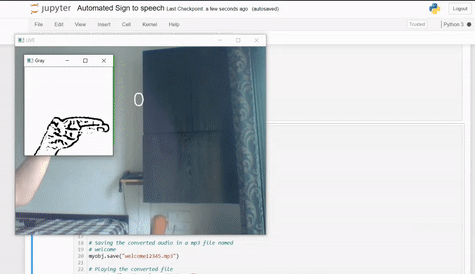 jupyter Automated Sign to speech Last Checkpoint: a few seconds ago (autosaved)
Logout
File Edit View Insert Cell Kernel Help
Trusted
Python 3
LIVE
Gray
0
18
# Saving the converted audio in a mp3 file named
19
# welcome
20
myobj.save("welcome12345.mp3")
21
22
# Playing the converted file